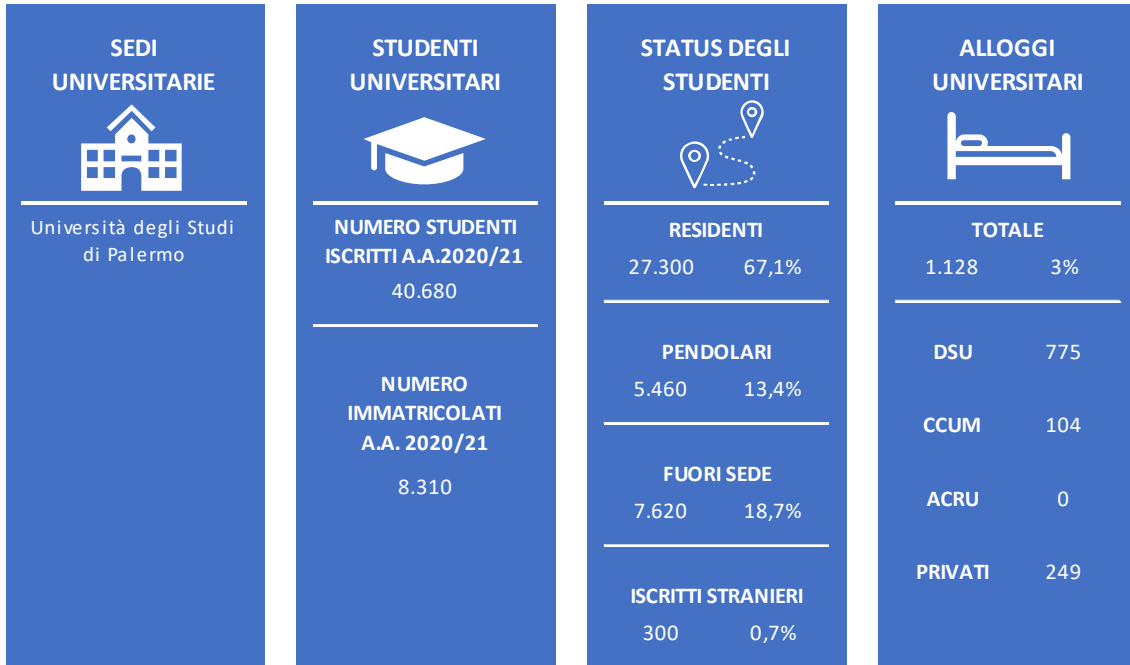 SEDI
UNIVERSITARIE
Università degli Studi
di Palermo
STUDENTI
UNIVERSITARI
NUMERO STUDENTI
ISCRITTI A.A.2020/21
40.680
NUMERO
IMMATRICOLATI
A.A. 2020/21
8.310
STATUS DEGLI
STUDENTI
RESIDENTI
27.300 67,1%
PENDOLARI
5.460 13,4%
FUORI SEDE
7.620 18,7%
ISCRITTI STRANIERI
300 0,7%
ALLOGGI
UNIVERSITARI
TOTALE
1.128 3%
DSU 775
CCUM 104
ACRU 0
PRIVATI 249